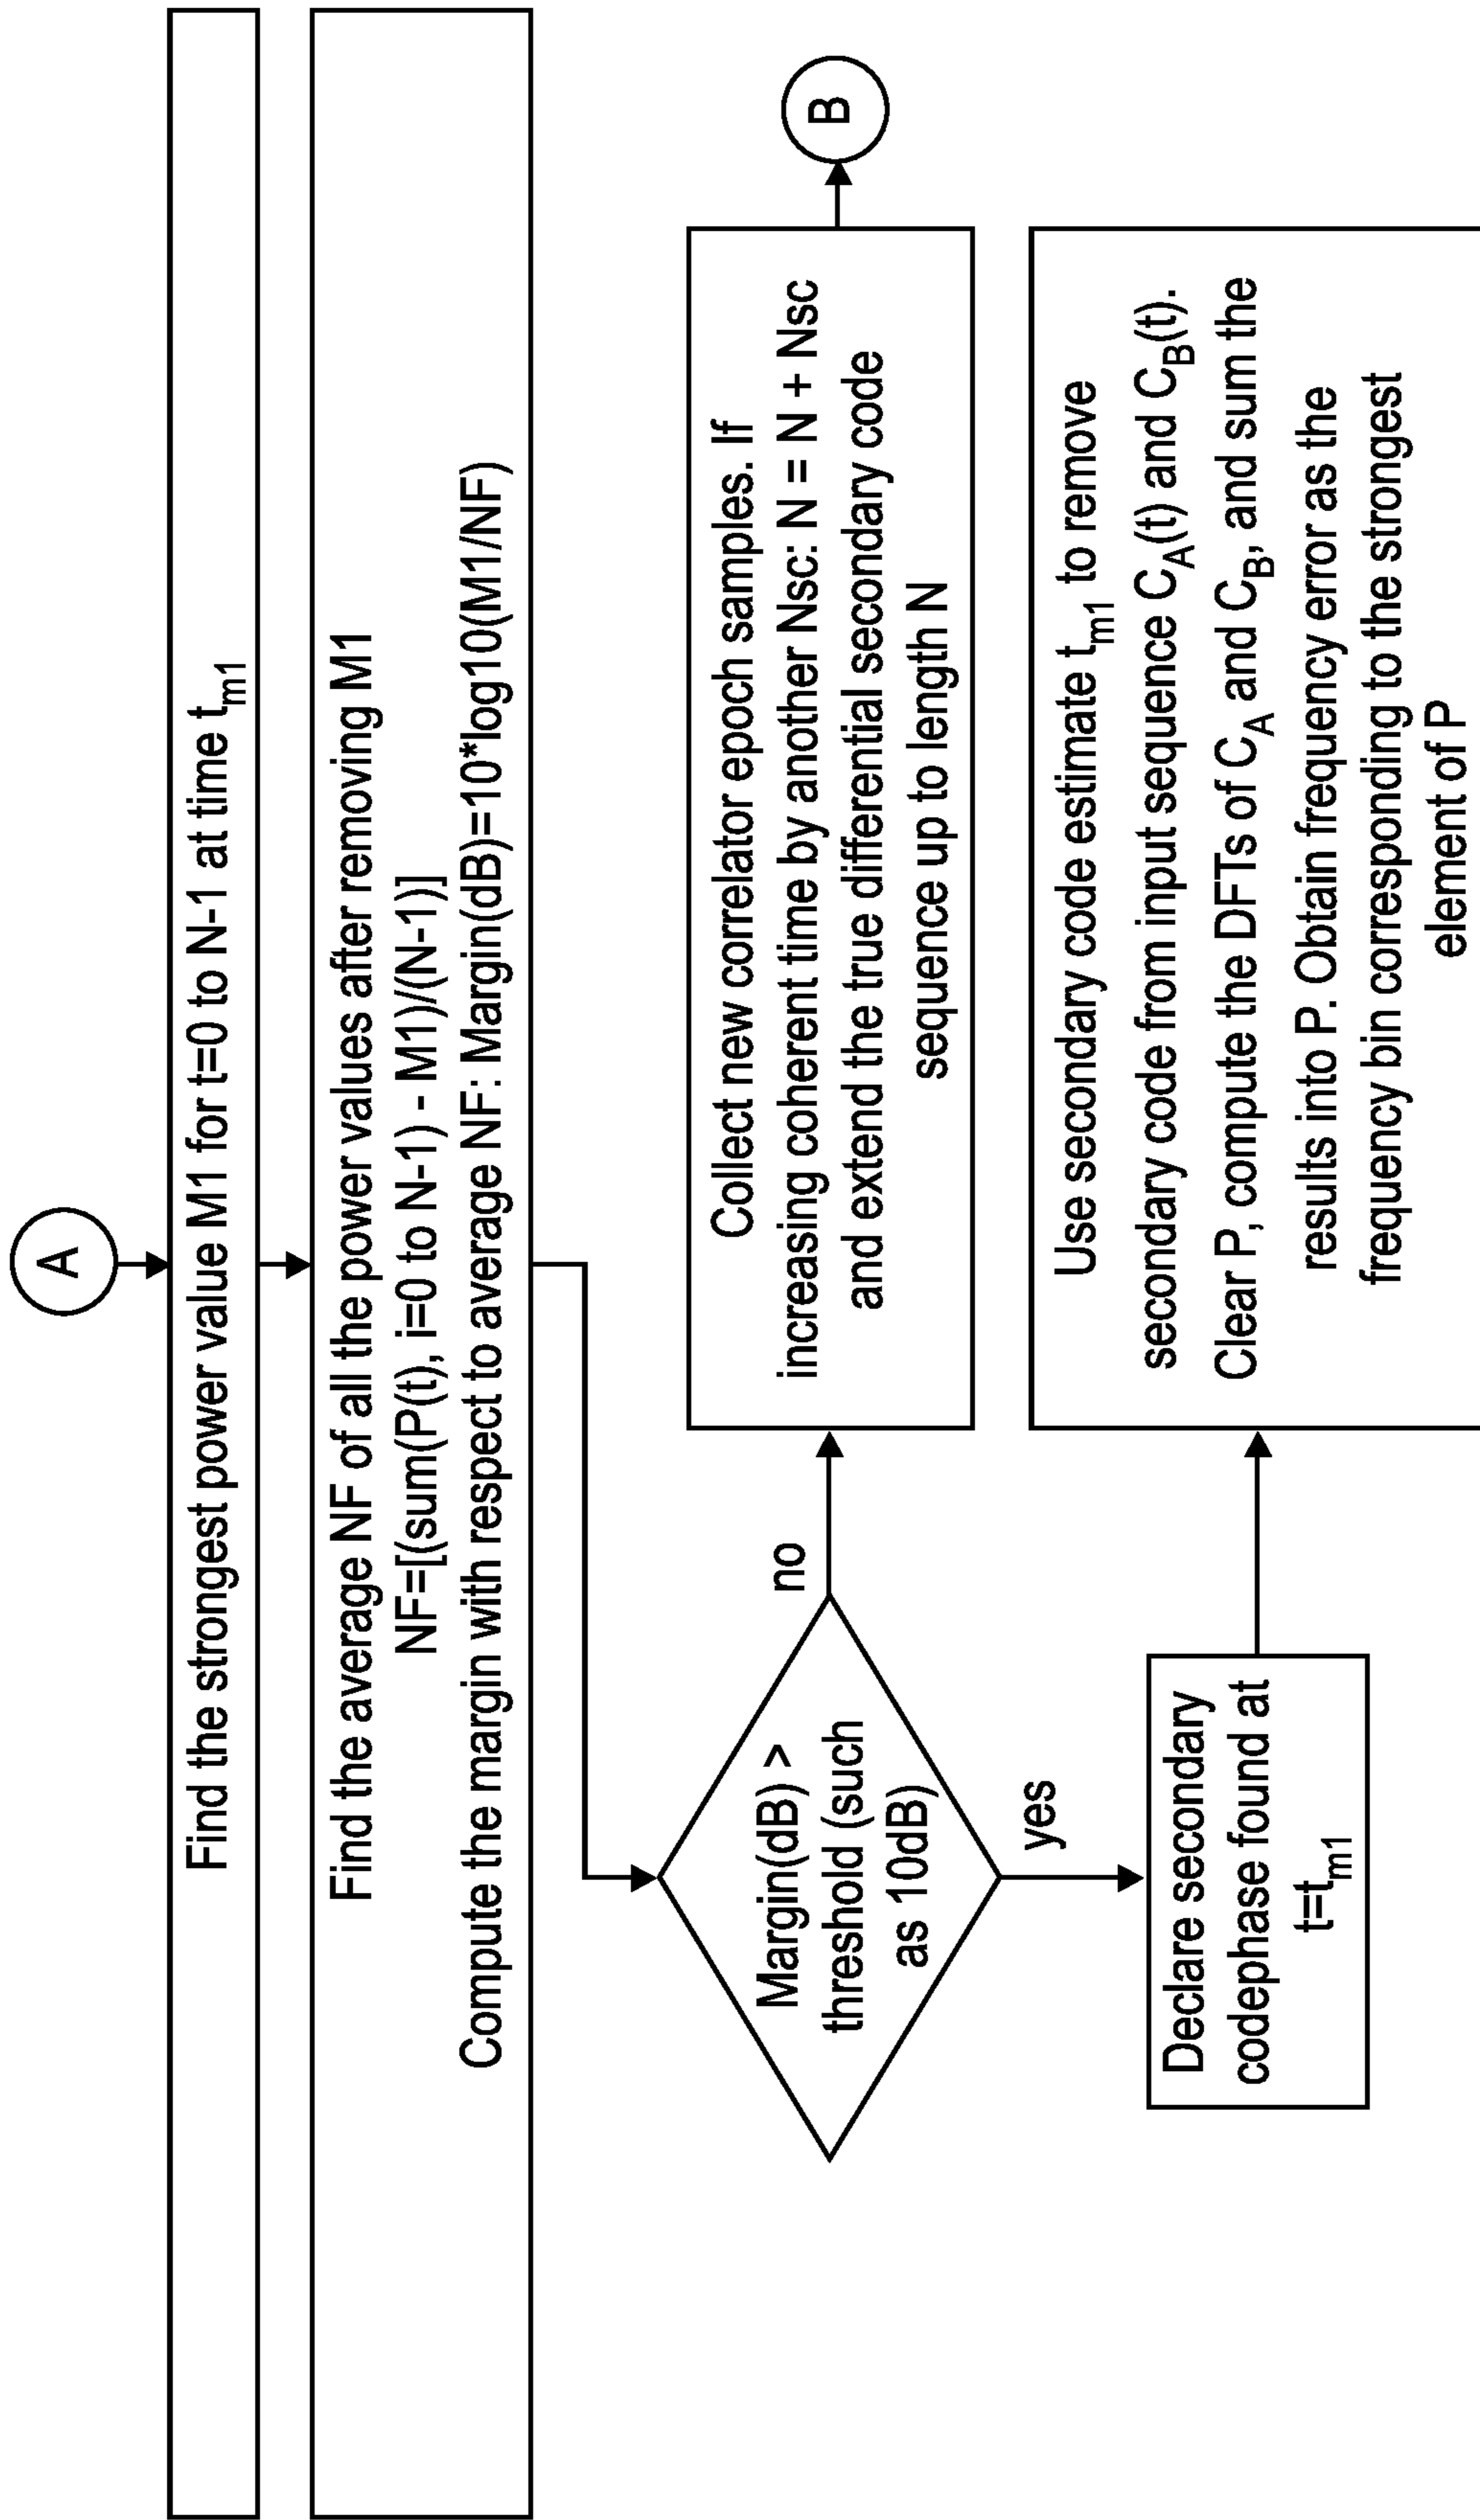 A
Find the strongest power value M1 for t=0 to N-1 at time tm1
Find the average NF of all the power values after removing M1
NF=[(sum(P(t), i=0 to N-1) - M1)/(N-1)]
Compute the margin with respect to average NF: Margin(dB)=10*log10(M1/NF)
Margin(dB) >
threshold (such
as 10dB)
no
Collect new correlator epoch samples. If
increasing coherent time by another Nsc: N = N + Nsc
and extend the true differential secondary code
sequence up to length N
B
yes
Declare secondary
codephase found at
t=tm1
Use secondary code estimate tm1 to remove
secondary code from input sequence CA(t) and CB(t).
Clear P, compute the DFTs of CA and CB, and sum the
results into P. Obtain frequency error as the
frequency bin corresponding to the strongest
element of P